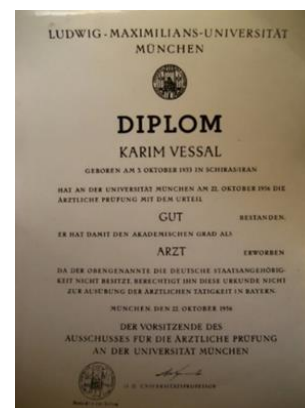 LUDWIG-MAXIMILIANS-UNIVERSITÄT
MÜNCHEN
DIPLOM
KARIM VESSAL
GEBOREN AM 3. OKTOBER 1933 IN SCHIRAS/IRAN
HAT AN DER UNIVERSITÄT MÜNCHEN AM 22. OKTOBER 1956 DIE
ÄRZTLICHE PRÜFUNG MIT DEM URTEIL
GUT BESTANDEN.
ER HAT DAMIT DEN AKADEMISCHEN GRAD ALS
ARZT ERWORBEN
DA DER OBENGENANNTE DIE DEUTSCHE STAATSANGEHÖRIG-
KEIT NICHT BESITZT, BERECHTIGT IHN DIESE URKUNDE NICHT
ZUR AUSÜBUNG DER ÄRZTLICHEN TÄTIGKEIT IN BAYERN.
MÜNCHEN, DEN 22. OKTOBER 1956
DER VORSITZENDE DES
AUSSCHUSSES FÜR DIE ÄRZTLICHE PRÜFUNG
AN DER UNIVERSITÄT MÜNCHEN
O. Ö. UNIVERSITÄTSPROFESSOR